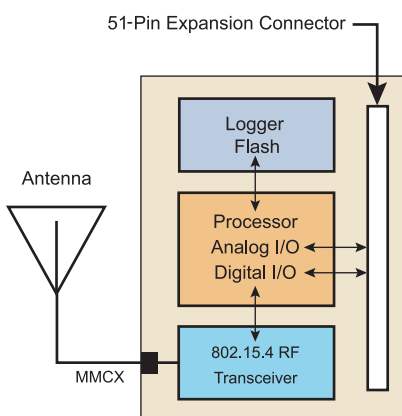 51-Pin Expansion Connector
Logger
Flash
Antenna
Processor
Analog I/O
Digital I/O
802.15.4 RF
Transceiver
MMCX